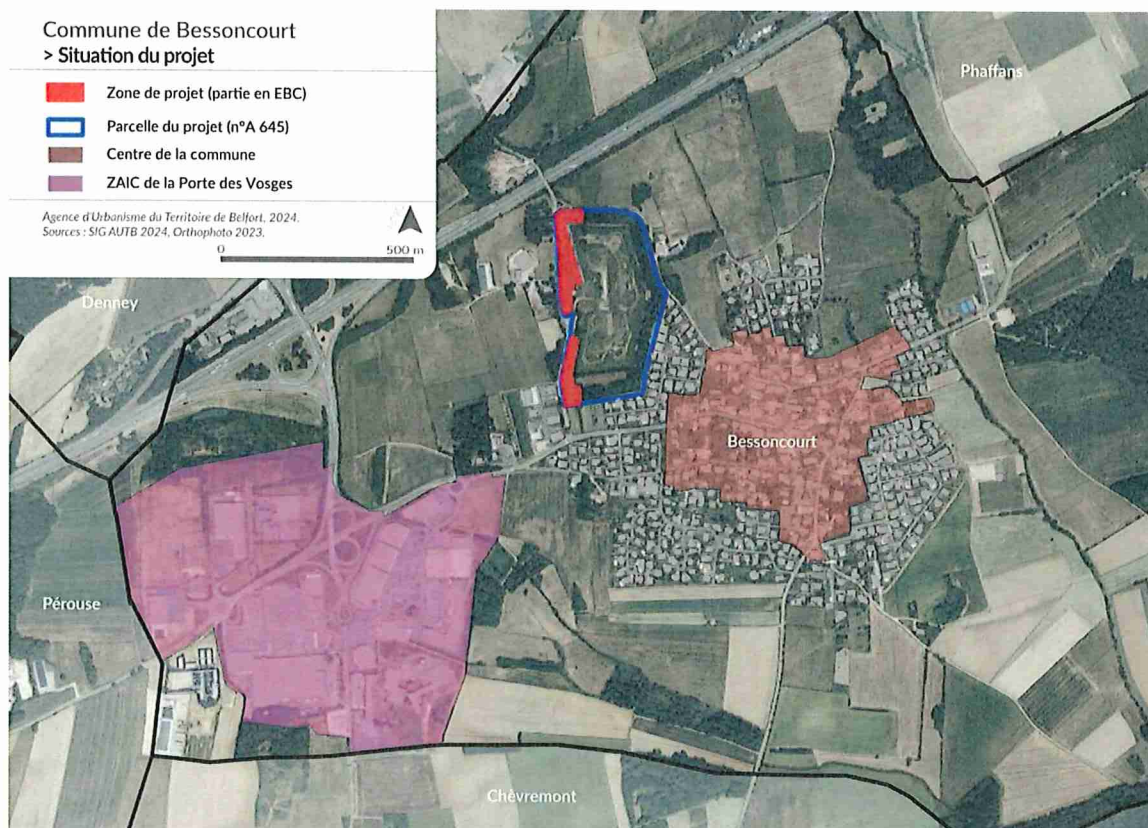 Commune de Bessoncourt
> Situation du projet
Zone de projet (partie en EBC)
Parcelle du projet (n°A 645)
Centre de la commune
ZAIC de la Porte des Vosges
Agence d'Urbanisme du Territoire de Belfort, 2024.
Sources : SIG AUTB 2024, Orthophoto 2023.
0 500 m
Phaffans
Denney
Bessoncourt
Pérouse
Chèvremont